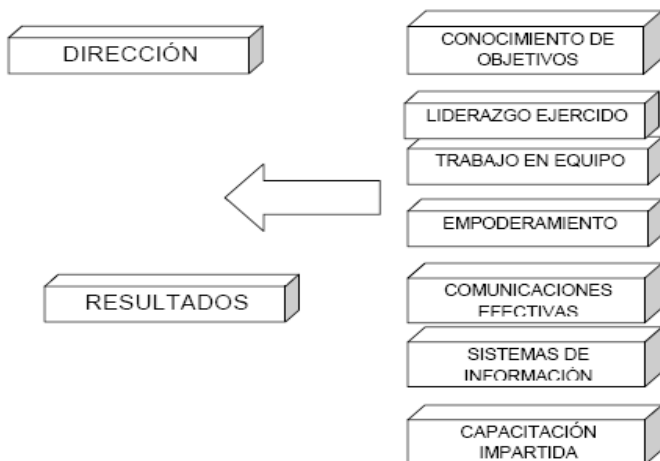 DIRECCIÓN
RESULTADOS
CONOCIMIENTO DE
OBJETIVOS
LIDERAZGO EJERCIDO
TRABAJO EN EQUIPO
EMPODERAMIENTO
COMUNICACIONES
EFECTIVAS
SISTEMAS DE
INFORMACIÓN
CAPACITACIÓN
IMPARTIDA